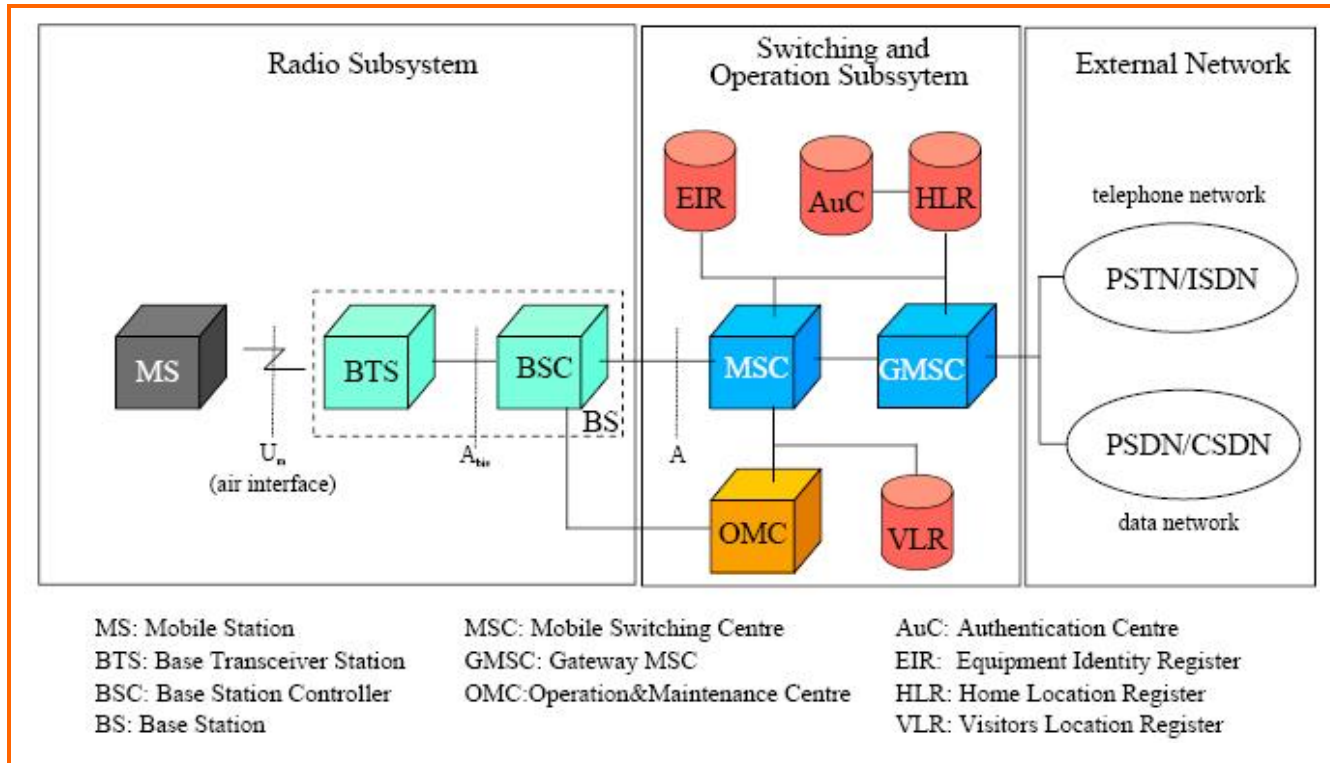 Radio Subsystem
Switching and
Operation Subssytem
External Network
EIR
AuC
HLR
telephone network
PSTN/ISDN
MS
BTS
BSC
BS
MSC
GMSC
Um
(air interface)
Abis
A
PSDN/CSDN
data network
OMC
VLR
MS: Mobile Station
BTS: Base Transceiver Station
BSC: Base Station Controller
BS: Base Station
MSC: Mobile Switching Centre
GMSC: Gateway MSC
OMC:Operation&Maintenance Centre
AuC: Authentication Centre
EIR: Equipment Identity Register
HLR: Home Location Register
VLR: Visitors Location Register